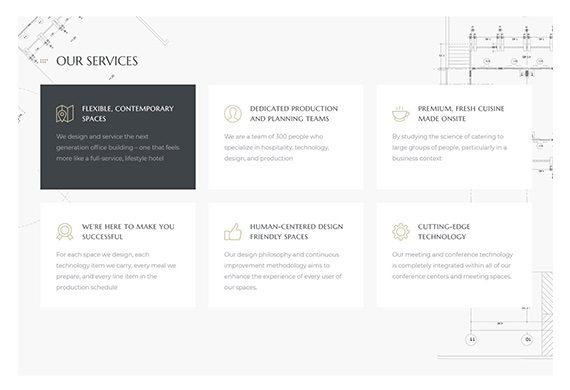 OUR SERVICES
FLEXIBLE, CONTEMPORARY
SPACES
We design and service the next
generation office building – one that feels
more like a full-service, lifestyle hotel
DEDICATED PRODUCTION
AND PLANNING TEAMS
We are a team of 300 people who
specialize in hospitality, technology,
design, and production
PREMIUM, FRESH CUISINE
MADE ONSITE
By studying the science of catering to
large groups of people, particularly in a
business context
WE'RE HERE TO MAKE YOU
SUCCESSFUL
For each space we design, each
technology item we carry, every meal we
prepare, and every line item in the
production schedule
HUMAN-CENTERED DESIGN
FRIENDLY SPACES
Our design philosophy and continuous
improvement methodology aims to
enhance the experience of every user of
our spaces.
CUTTING-EDGE
TECHNOLOGY
Our meeting and conference technology
is completely integrated within all of our
conference centers and meeting spaces.